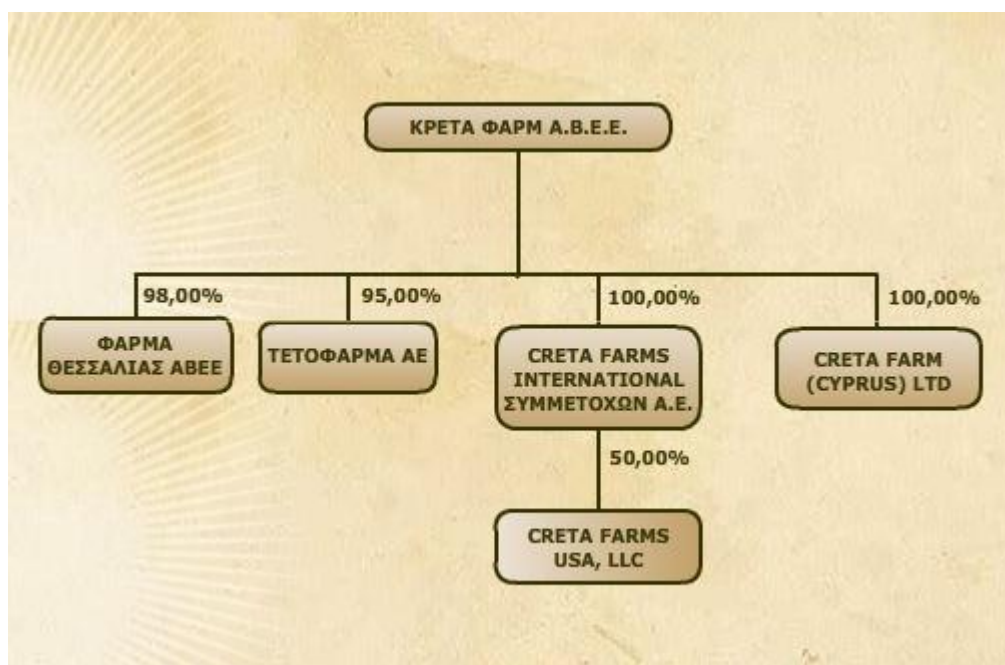 ΚΡΕΤΑ ΦΑΡΜ Α.Β.Ε.Ε.
98,00%
95,00%
100,00%
100,00%
ΦΑΡΜΑ
ΘΕΣΣΑΛΙΑΣ ΑΒΕΕ
ΤΕΤΟΦΑΡΜΑ ΑΕ
CRETA FARMS
INTERNATIONAL
ΣΥΜΜΕΤΟΧΩΝ Α.Ε.
CRETA FARM
(CYPRUS) LTD
50,00%
CRETA FARMS
USA, LLC